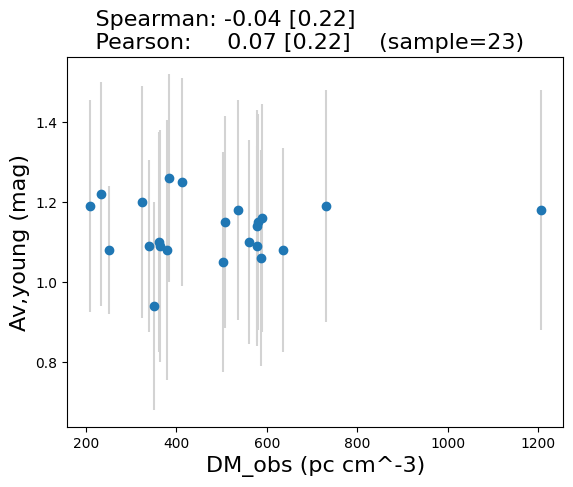 Spearman: -0.04 [0.22]
Pearson: 0.07 [0.22] (sample=23)
Av,young (mag)
1.4
1.2
1.0
0.8
200 400 600 800 1000 1200
DM_obs (pc cm^-3)